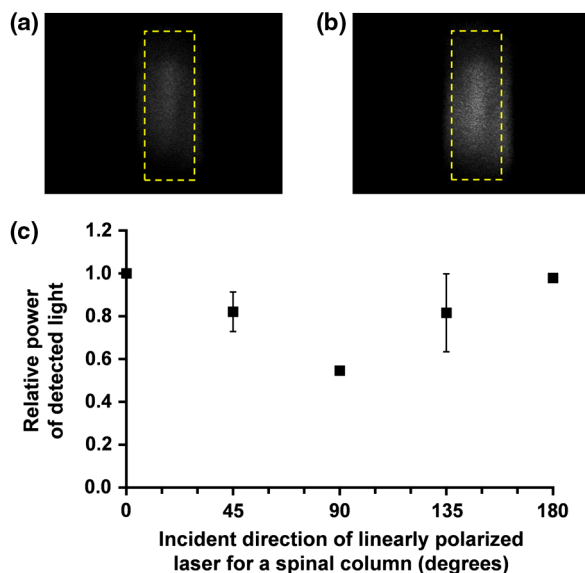 (a)
(b)
(c)
1.2
1.0
0.8
0.6
0.4
0.2
0.0
Relative power
of detected light
0
45
90
135
180
Incident direction of linearly polarized
laser for a spinal column (degrees)